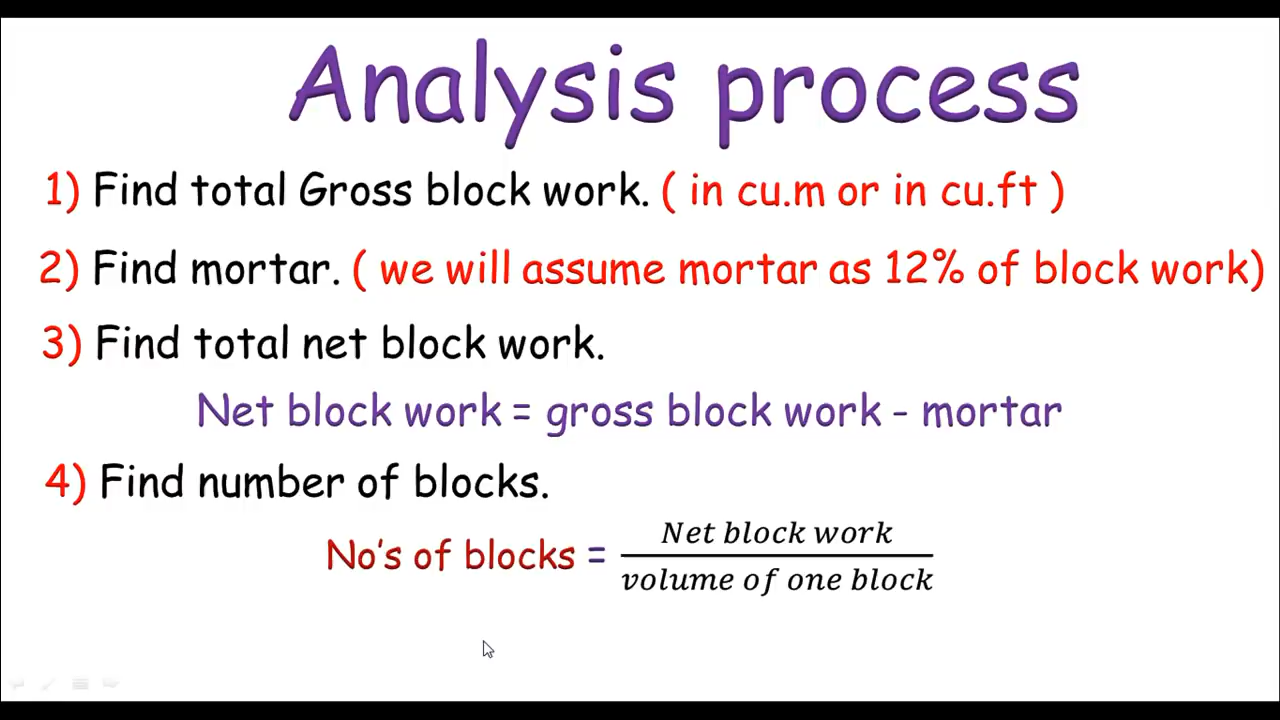 Analysis process
1) Find total Gross block work. ( in cu.m or in cu.ft )
2) Find mortar. ( we will assume mortar as 12% of block work)
3) Find total net block work.
Net block work = gross block work - mortar
4) Find number of blocks.
No's of blocks = Net block work
volume of one block